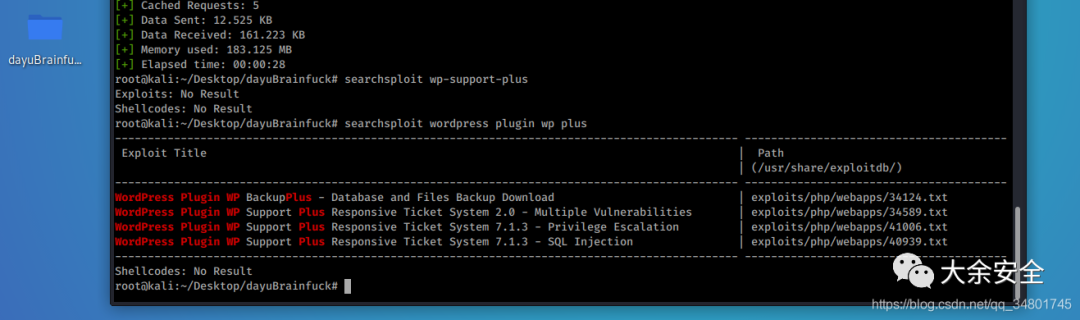 dayuBrainfu...
[+] Cached Requests: 5
[+] Data Sent: 12.525 KB
[+] Data Received: 161.223 KB
[+] Memory used: 183.125 MB
[+] Elapsed time: 00:00:28
root@kali:~/Desktop/dayuBrainfuck# searchsploit wp-support-plus
Exploits: No Result
Shellcodes: No Result
root@kali:~/Desktop/dayuBrainfuck# searchsploit wordpress plugin wp plus
Exploit Title | Path
| (/usr/share/exploitdb/)
WordPress Plugin WP BackupPlus - Database and Files Backup Download | exploits/php/webapps/34124.txt
WordPress Plugin WP Support Plus Responsive Ticket System 2.0 - Multiple Vulnerabilities | exploits/php/webapps/34589.txt
WordPress Plugin WP Support Plus Responsive Ticket System 7.1.3 - Privilege Escalation | exploits/php/webapps/41006.txt
WordPress Plugin WP Support Plus Responsive Ticket System 7.1.3 - SQL Injection | exploits/php/webapps/40939.txt
Shellcodes: No Result
root@kali:~/Desktop/dayuBrainfuck#
大余安全
https://blog.csdn.net/qq_34801745